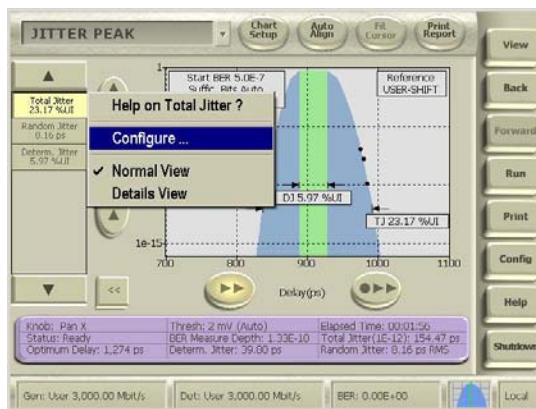 JITTER PEAK
Chart Setup
Auto Align
Fit Cursor
Print Report
View
Back
Forward
Run
Print
Config
Help
Shutdown
Total Jitter
23.17 %UI
Random Jitter
8.16 ps
Determ. Jitter
5.97 %UI
Help on Total Jitter ?
Configure ...
Normal View
Details View
Start BER 5.0E-7
Suffic. Bits Auto
Reference
USER-SHIFT
1
DJ 5.97 %UI
TJ 23.17 %UI
1e-15
700 800 900 1000 1100
<<
Delay(ps)
Knob: Pan X
Status: Ready
Optimum Delay: 1,274 ps
Thresh: 2 mV (Auto)
BER Measure Depth: 1.33E-10
Determ. Jitter: 39.80 ps
Elapsed Time: 00:01:56
Total Jitter(1E-12): 154.47 ps
Random Jitter: 8.16 ps RMS
Gen: User 3,000.00 Mbit/s
Det: User 3,000.00 Mbit/s
BER: 0.00E+00
Local